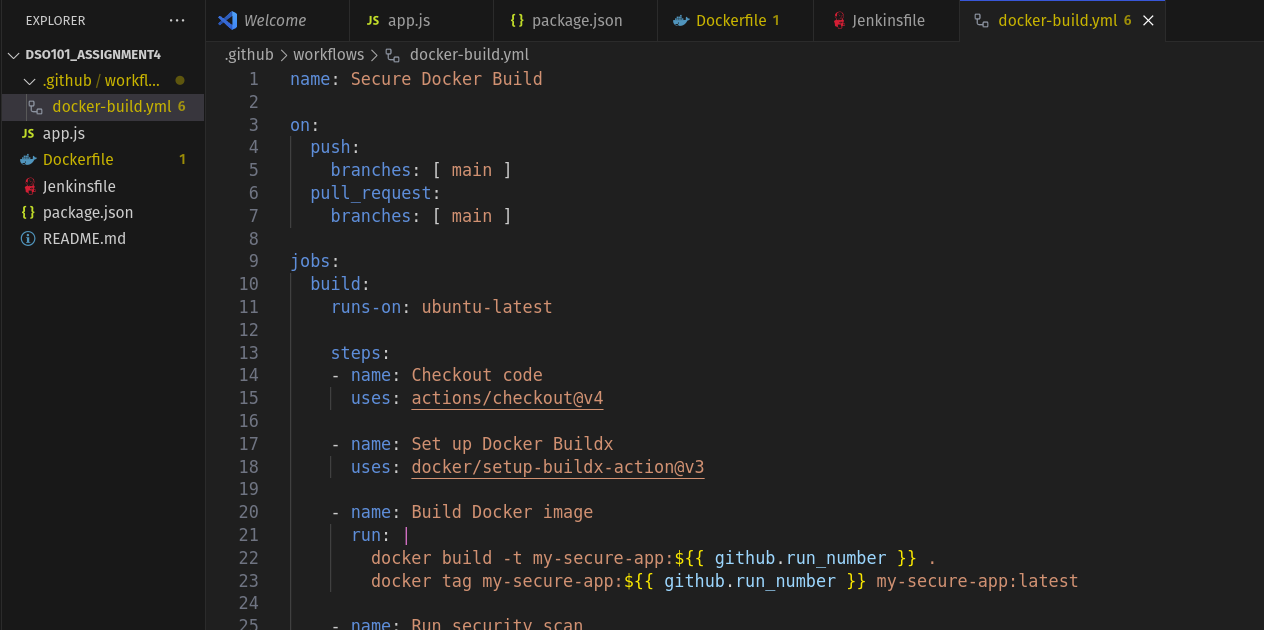 EXPLORER ···
DSO101_ASSIGNMENT4
.github / workfl...
docker-build.yml 6
JS app.js
Dockerfile 1
Jenkinsfile
{} package.json
README.md
Welcome JS app.js {} package.json Dockerfile 1 Jenkinsfile docker-build.yml 6
.github > workflows > docker-build.yml
1 name: Secure Docker Build
2
3 on:
4 push:
5 branches: [ main ]
6 pull_request:
7 branches: [ main ]
8
9 jobs:
10 build:
11 runs-on: ubuntu-latest
12
13 steps:
14 - name: Checkout code
15 uses: actions/checkout@v4
16
17 - name: Set up Docker Buildx
18 uses: docker/setup-buildx-action@v3
19
20 - name: Build Docker image
21 run: |
22 docker build -t my-secure-app:${{ github.run_number }} .
23 docker tag my-secure-app:${{ github.run_number }} my-secure-app:latest
24
25 - name: Run security scan